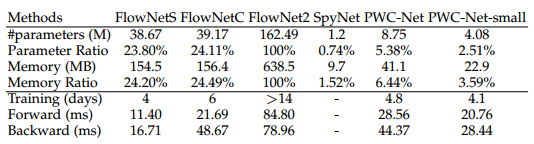 Methods FlowNetS FlowNetC FlowNet2 SpyNet PWC-Net PWC-Net-small
#parameters (M) 38.67 39.17 162.49 1.2 8.75 4.08
Parameter Ratio 23.80% 24.11% 100% 0.74% 5.38% 2.51%
Memory (MB) 154.5 156.4 638.5 9.7 41.1 22.9
Memory Ratio 24.20% 24.49% 100% 1.52% 6.44% 3.59%
Training (days) 4 6 >14 - 4.8 4.1
Forward (ms) 11.40 21.69 84.80 - 28.56 20.76
Backward (ms) 16.71 48.67 78.96 - 44.37 28.44